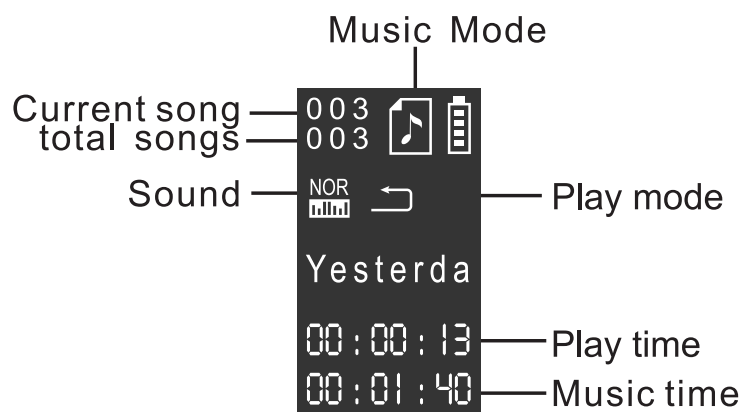 Music Mode
Current song
003
total songs
003
Sound
NOR
Play mode
Yesterda
00:00:13
Play time
00:01:40
Music time